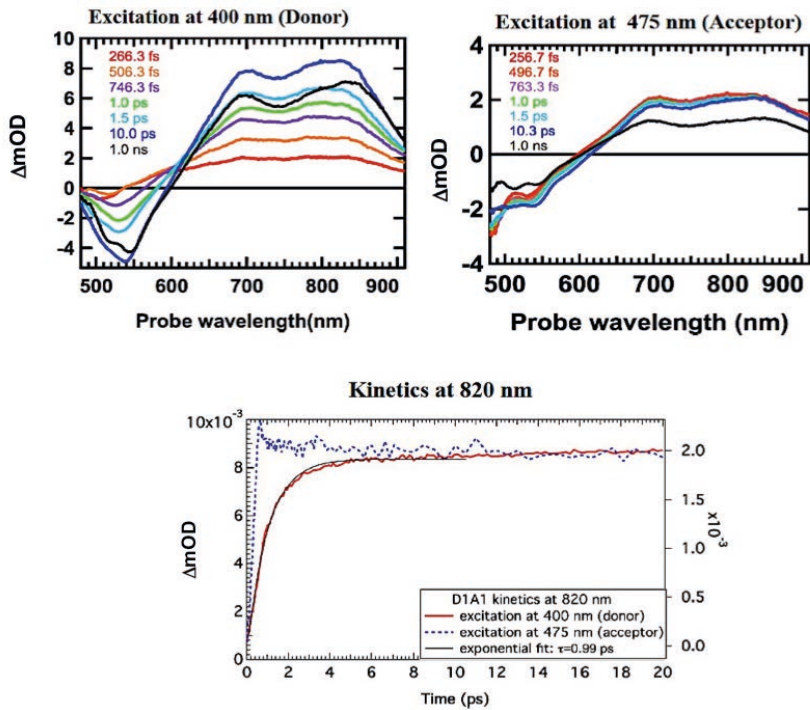 Excitation at 400 nm (Donor)
10
8
6
4
2
0
-2
-4
ΔmOD
266.3 fs
506.3 fs
746.3 fs
1.0 ps
1.5 ps
10.0 ps
1.0 ns
500 600 700 800 900
Probe wavelength(nm)
Excitation at 475 nm (Acceptor)
4
2
0
-2
-4
ΔmOD
256.7 fs
496.7 fs
763.3 fs
1.0 ps
1.5 ps
10.3 ps
1.0 ns
500 600 700 800 900
Probe wavelength (nm)
Kinetics at 820 nm
10x10⁻³
8
6
4
2
0
ΔmOD
2.0
1.5
1.0
0.5
0.0
x10⁻³
D1A1 kinetics at 820 nm
excitation at 400 nm (donor)
excitation at 475 nm (acceptor)
exponential fit: τ=0.99 ps
0 2 4 6 8 10 12 14 16 18 20
Time (ps)